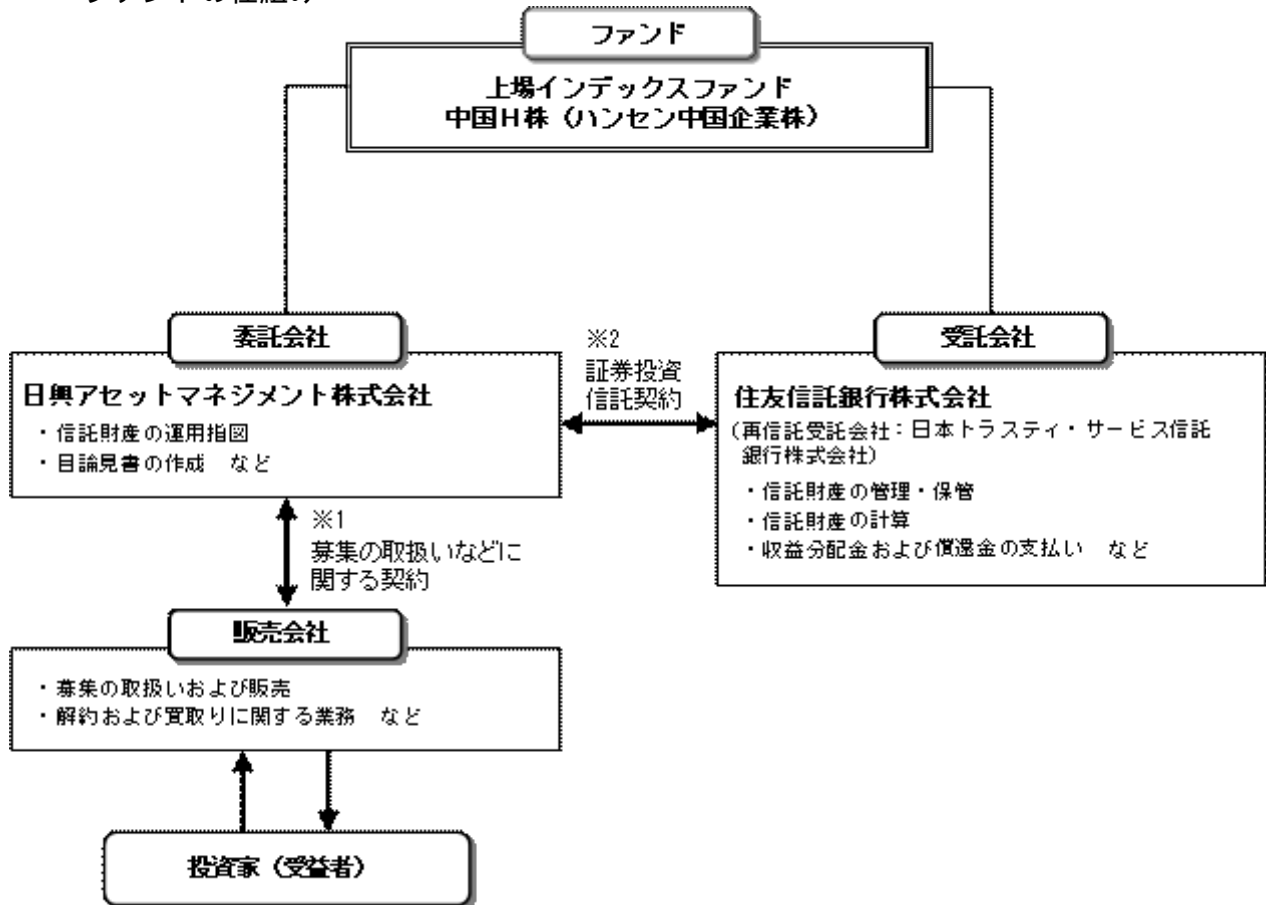 ファンドの仕組み
ファンド
上場インデックスファンド
中国H株（ハンセン中国企業株）
委託会社
日興アセットマネジメント株式会社
・信託財産の運用指図
・目論見書の作成　など
※2
証券投資
信託契約
受託会社
住友信託銀行株式会社
（再信託受託会社：日本トラスティ・サービス信託
銀行株式会社）
・信託財産の管理・保管
・信託財産の計算
・収益分配金および償還金の支払い　など
※1
募集の取扱いなどに
関する契約
販売会社
・募集の取扱いおよび販売
・解約および買取りに関する業務　など
投資家（受益者）